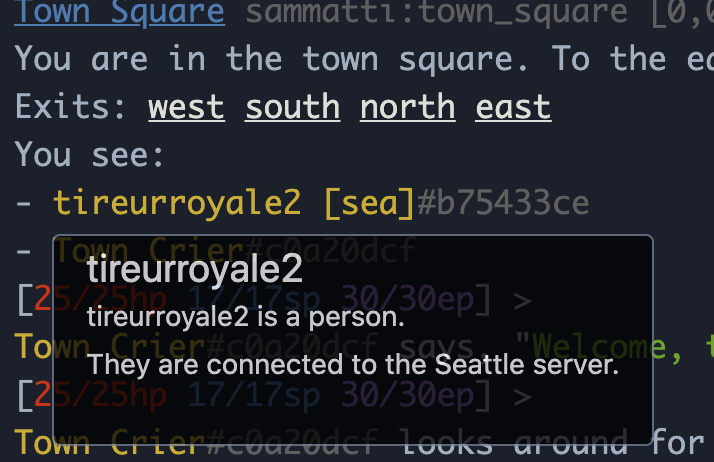 Town Square sammatti:town_square [0,0
You are in the town square. To the ea
Exits: west south north east
You see:
- tireurroyale2 [sea]#b75433ce
- Town Crier#c0a20dcf
tireurroyale2
[25/25hp 17/17sp 30/30ep] >
tireurroyale2 is a person.
Town Crier#c0a20dcf says, "Welcome, t
They are connected to the Seattle server.
[25/25hp 17/17sp 30/30ep] >
Town Crier#c0a20dcf looks around for